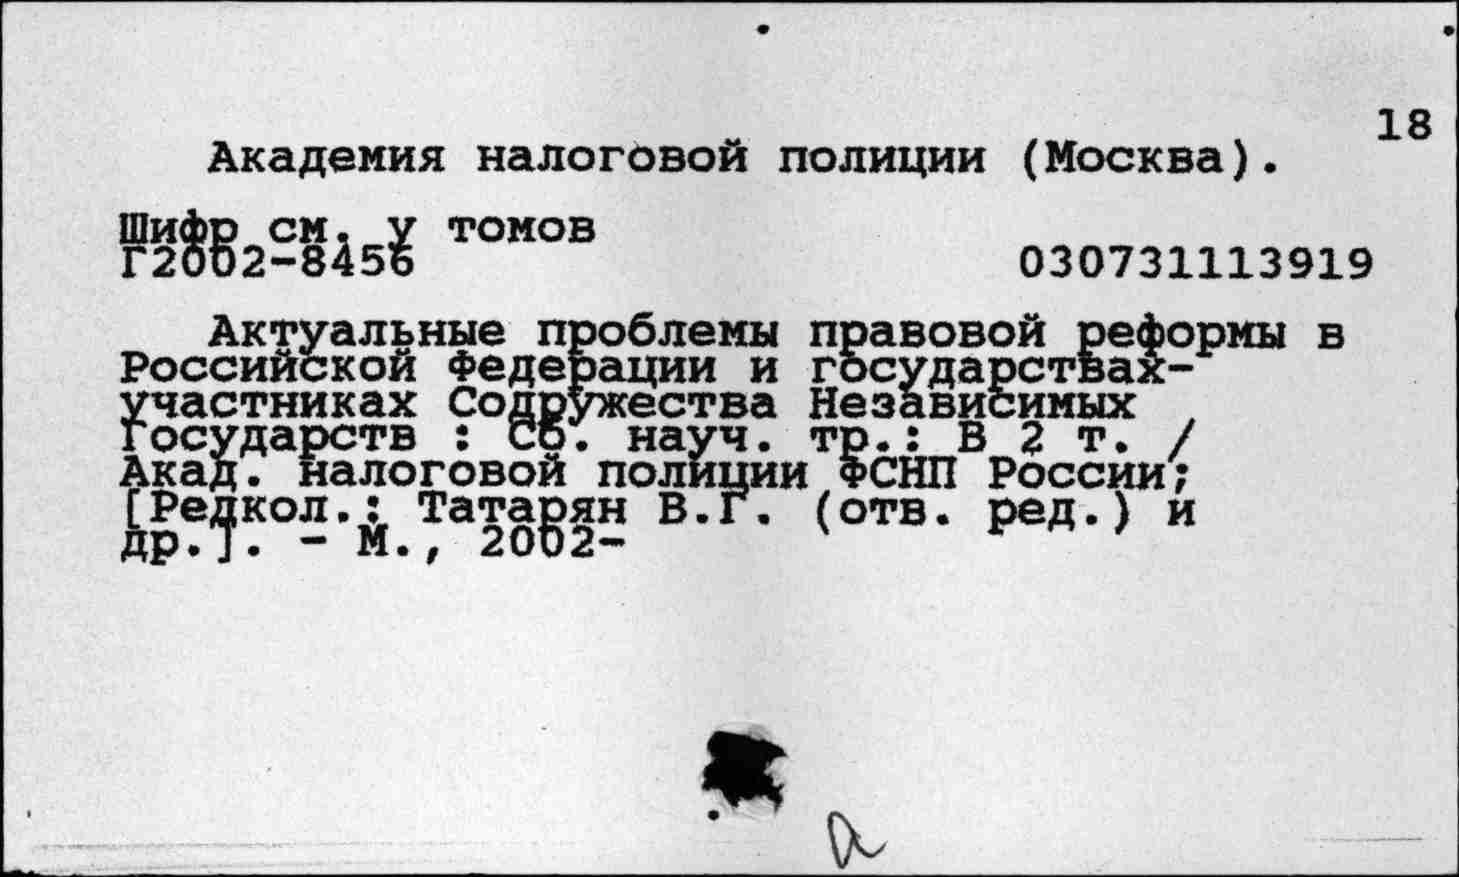 18
Академия налоговой полиции (Москва).
Шифр см. у томов
Г2002-8456 030731113919
Актуальные проблемы правовой реформы в
Российской Федерации и государствах-
участниках Содружества Независимых
Государств : Сб. науч. тр.: В 2 т. /
Акад. налоговой полиции ФСНП России;
[Редкол.: Татарян В.Г. (отв. ред.) и
др.]. - М., 2002-
а